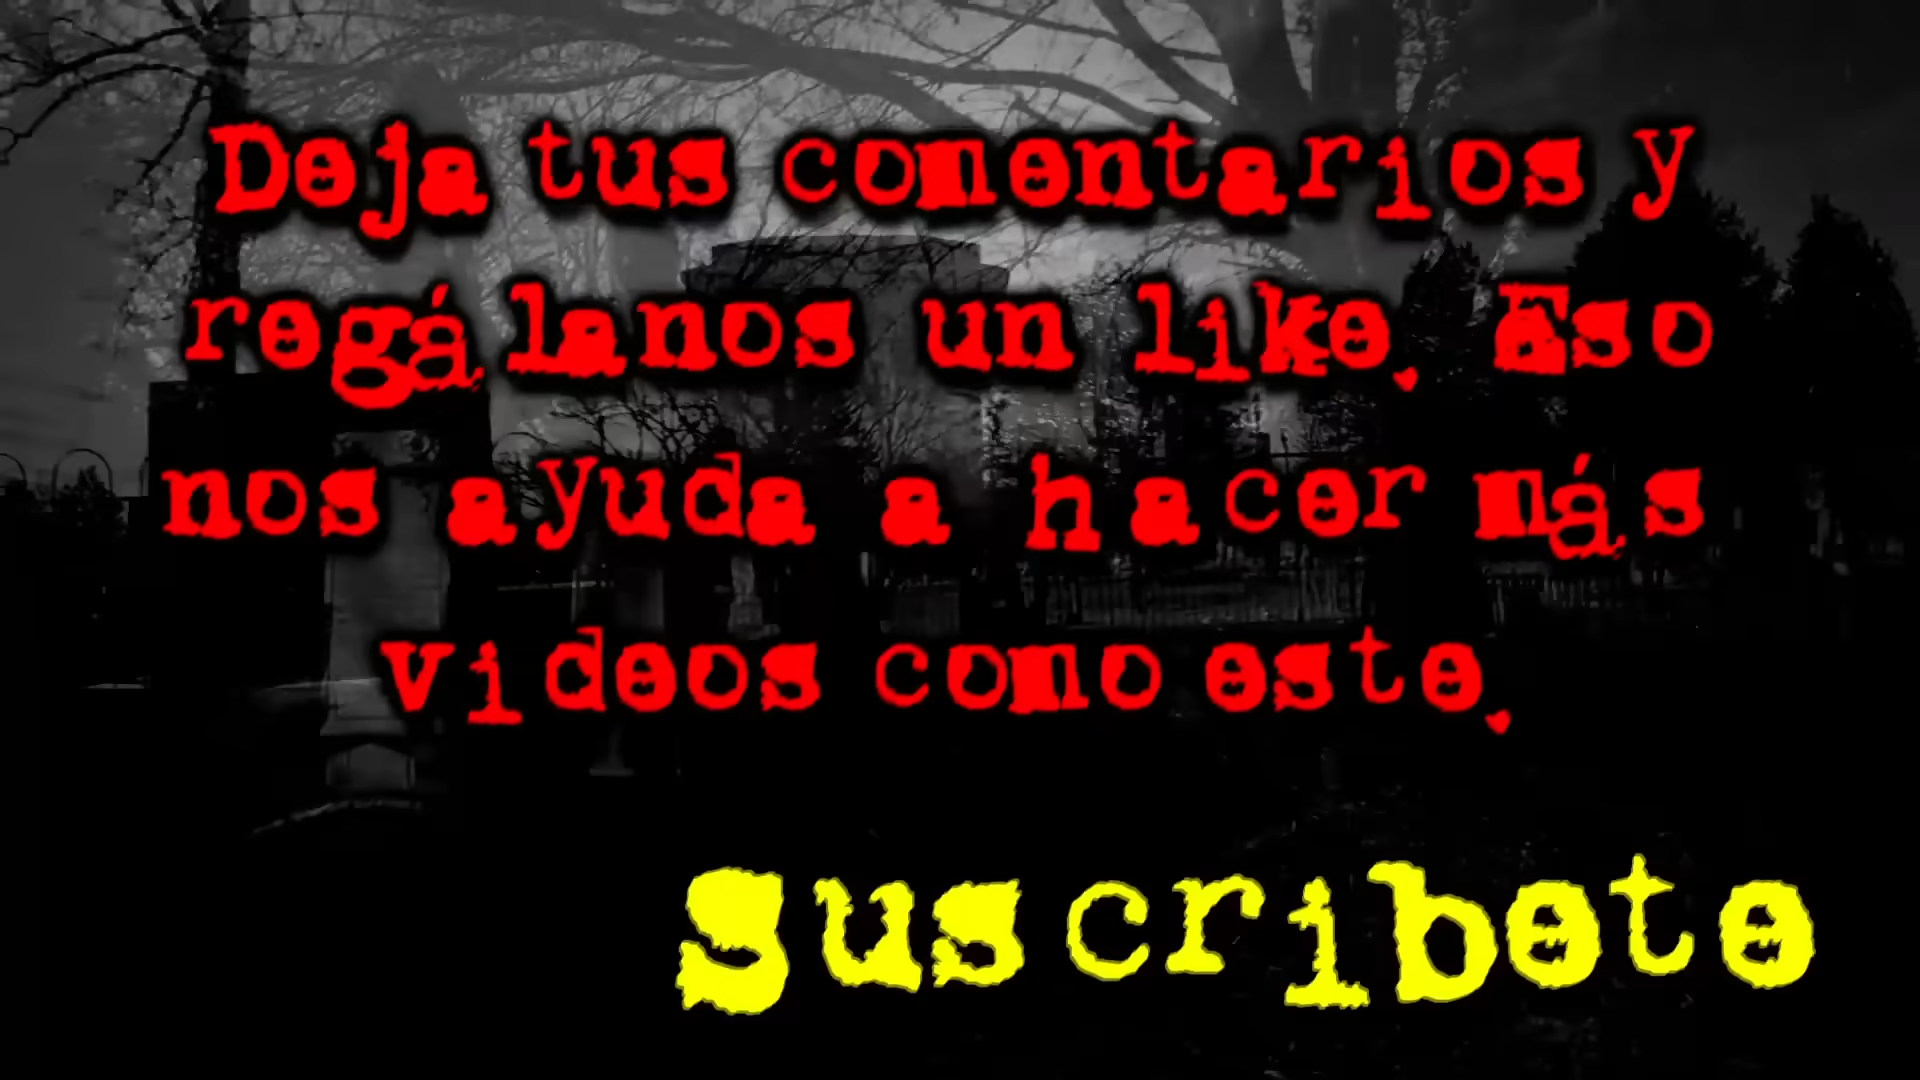 Deja tus comentarios y
regálanos un like. Eso
nos ayuda a hacer más
videos como este.
Suscribete